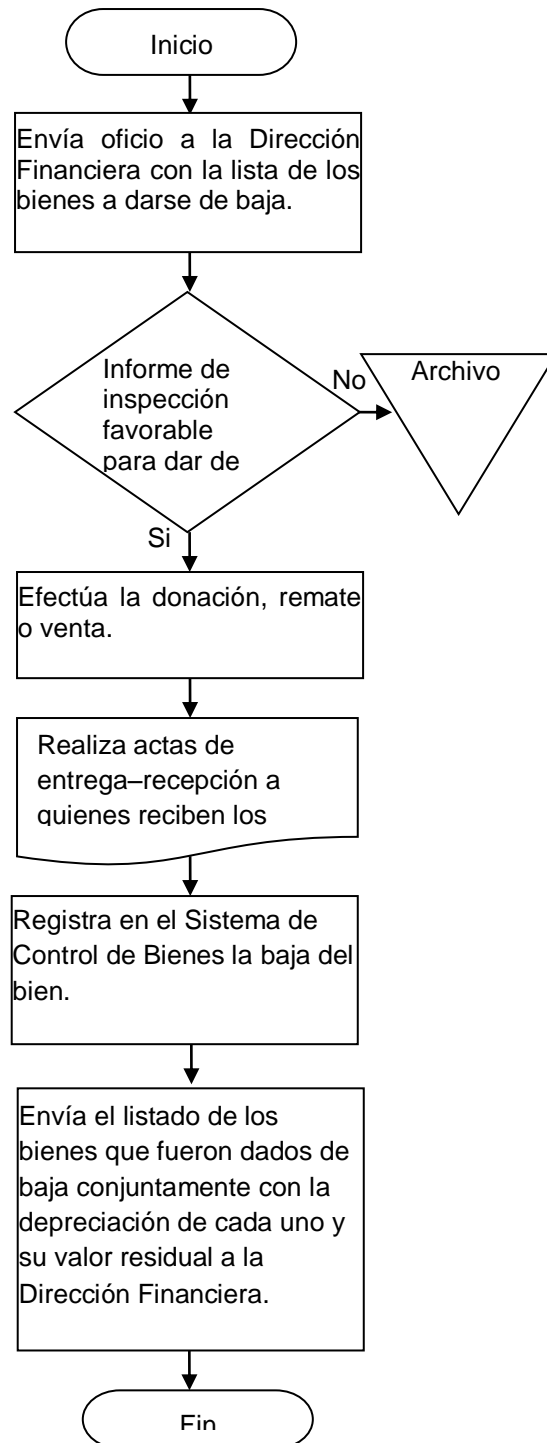 Inicio
Envía oficio a la Dirección
Financiera con la lista de los
bienes a darse de baja.
Informe de
inspección
favorable
para dar de
No
Archivo
Si
Efectúa la donación, remate
o venta.
Realiza actas de
entrega–recepción a
quienes reciben los
Registra en el Sistema de
Control de Bienes la baja del
bien.
Envía el listado de los
bienes que fueron dados de
baja conjuntamente con la
depreciación de cada uno y
su valor residual a la
Dirección Financiera.
Fin